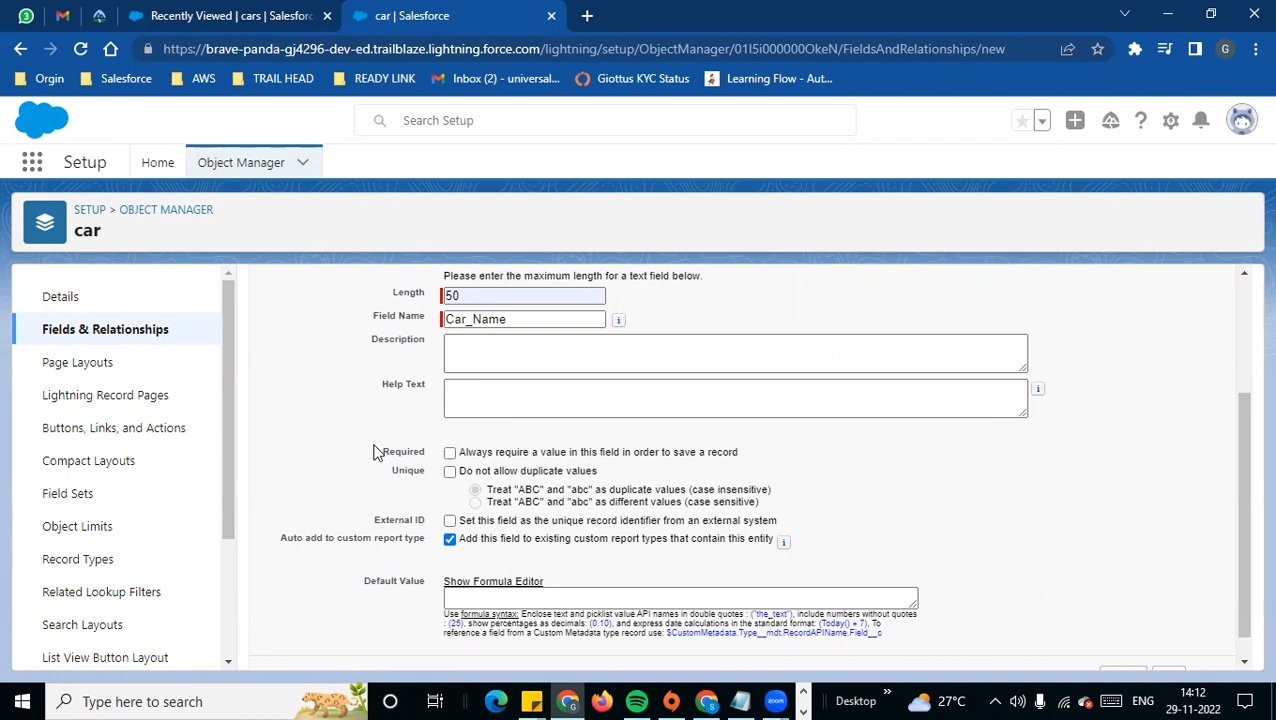 Recently Viewed | cars | Salesforc
car | Salesforce
https://brave-panda-gj4296-dev-ed.trailblaze.lightning.force.com/lightning/setup/ObjectManager/01I5i000000OkeN/FieldsAndRelationships/new
G
Orgin
Salesforce
AWS
TRAIL HEAD
READY LINK
Inbox (2) - universal...
Giottus KYC Status
Learning Flow - Aut...
Search Setup
Setup
Home
Object Manager
SETUP > OBJECT MANAGER
car
Details
Fields & Relationships
Page Layouts
Lightning Record Pages
Buttons, Links, and Actions
Compact Layouts
Field Sets
Object Limits
Record Types
Related Lookup Filters
Search Layouts
List View Button Layout
Please enter the maximum length for a text field below.
Length 50
Field Name Car_Name
Description
Help Text
Required Always require a value in this field in order to save a record
Unique Do not allow duplicate values
Treat "ABC" and "abc" as duplicate values (case insensitive)
Treat "ABC" and "abc" as different values (case sensitive)
External ID Set this field as the unique record identifier from an external system
Auto add to custom report type Add this field to existing custom report types that contain this entity
Default Value Show Formula Editor
Use formula syntax: Enclose text and picklist value API names in double quotes : ("the_text"), include numbers without quotes
: (25), show percentages as decimals: (0.10), and express date calculations in the standard format: (Today() + 7), To
reference a field from a Custom Metadata type record use: $CustomMetadata.Type__mdt.RecordAPIName.Field__c
Type here to search
Desktop
27°C
ENG
14:12
29-11-2022